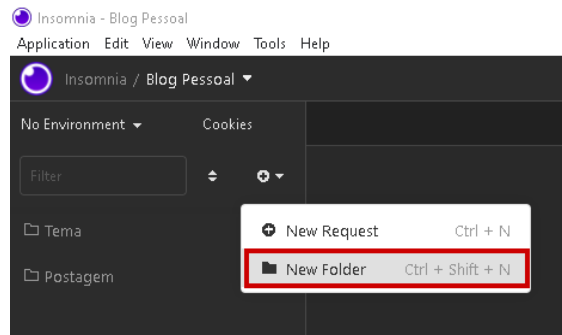 Insomnia - Blog Pessoal
Application Edit View Window Tools Help
Insomnia / Blog Pessoal
No Environment Cookies
Filter
Tema
New Request Ctrl + N
New Folder Ctrl + Shift + N
Postagem